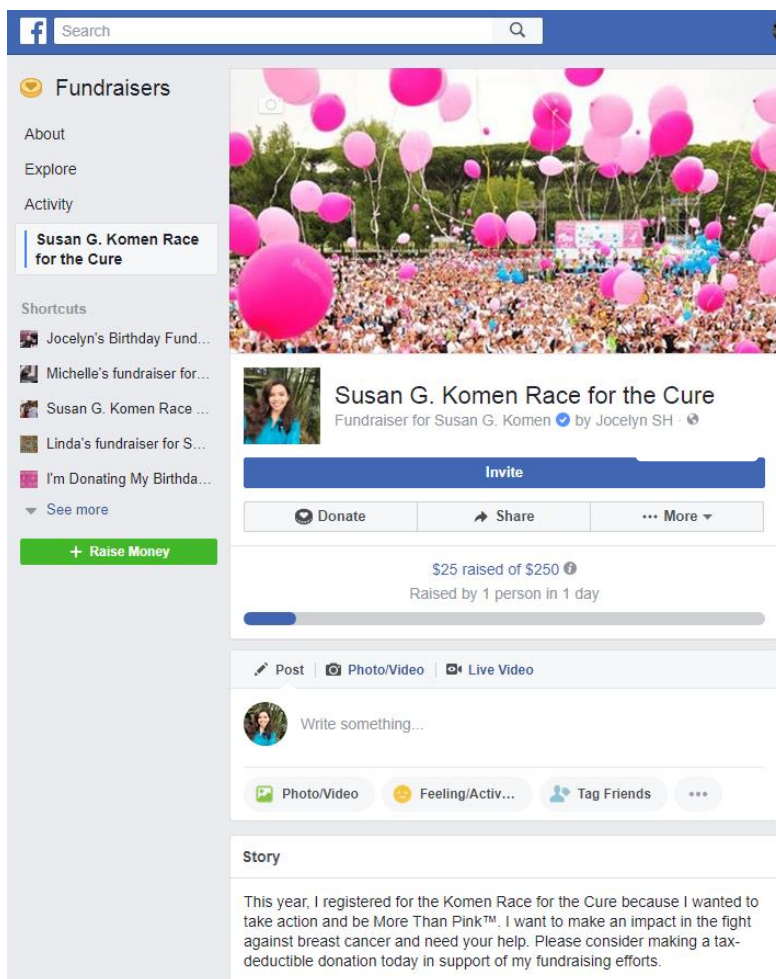 f
Search
Fundraisers
About
Explore
Activity
Susan G. Komen Race
for the Cure
Shortcuts
Jocelyn's Birthday Fund...
Michelle's fundraiser for...
Susan G. Komen Race ...
Linda's fundraiser for S...
I'm Donating My Birthda...
See more
+ Raise Money
Susan G. Komen Race for the Cure
Fundraiser for Susan G. Komen by Jocelyn SH ·
Invite
Donate
Share
••• More
$25 raised of $250
Raised by 1 person in 1 day
Post
Photo/Video
Live Video
Write something...
Photo/Video
Feeling/Activ...
Tag Friends
•••
Story
This year, I registered for the Komen Race for the Cure because I wanted to
take action and be More Than Pink™. I want to make an impact in the fight
against breast cancer and need your help. Please consider making a tax-
deductible donation today in support of my fundraising efforts.